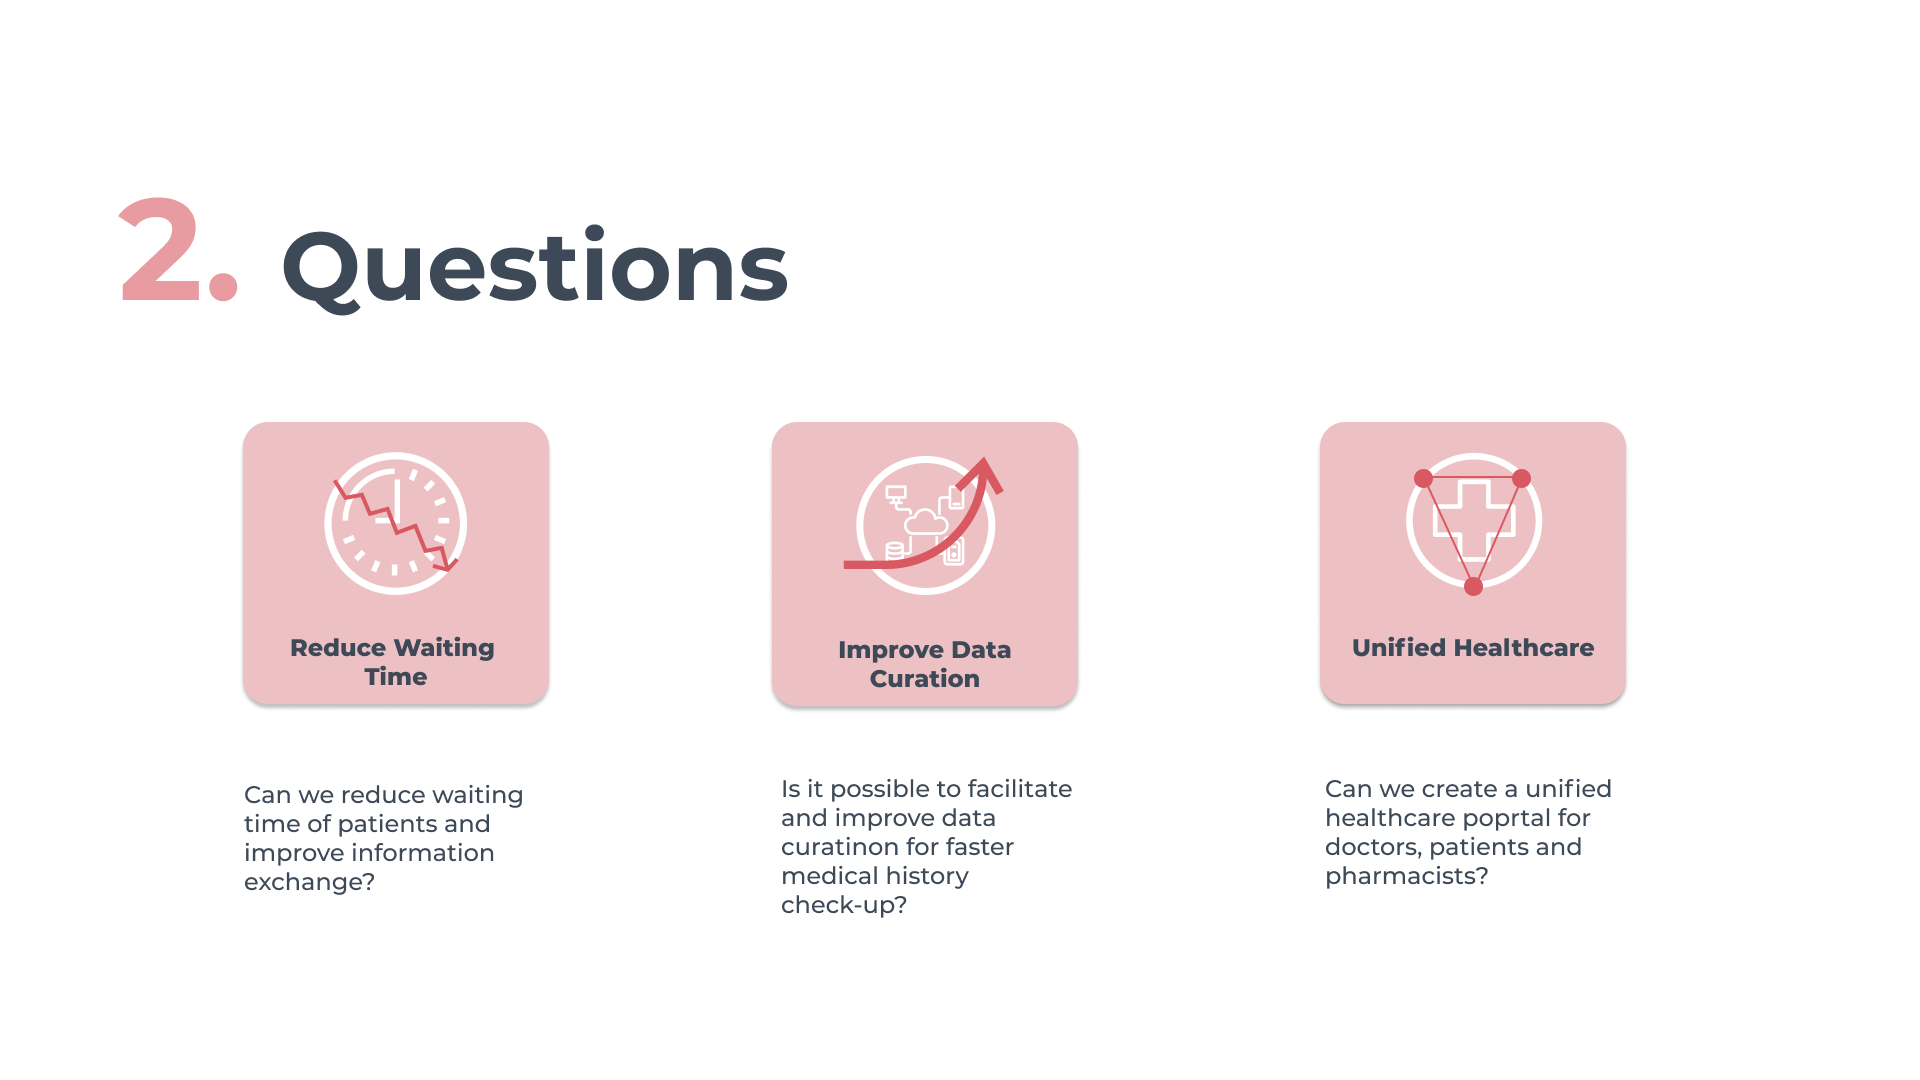 2. Questions
Reduce Waiting
Time
Improve Data
Curation
Unified Healthcare
Can we reduce waiting
time of patients and
improve information
exchange?
Is it possible to facilitate
and improve data
curatinon for faster
medical history
check-up?
Can we create a unified
healthcare poprtal for
doctors, patients and
pharmacists?